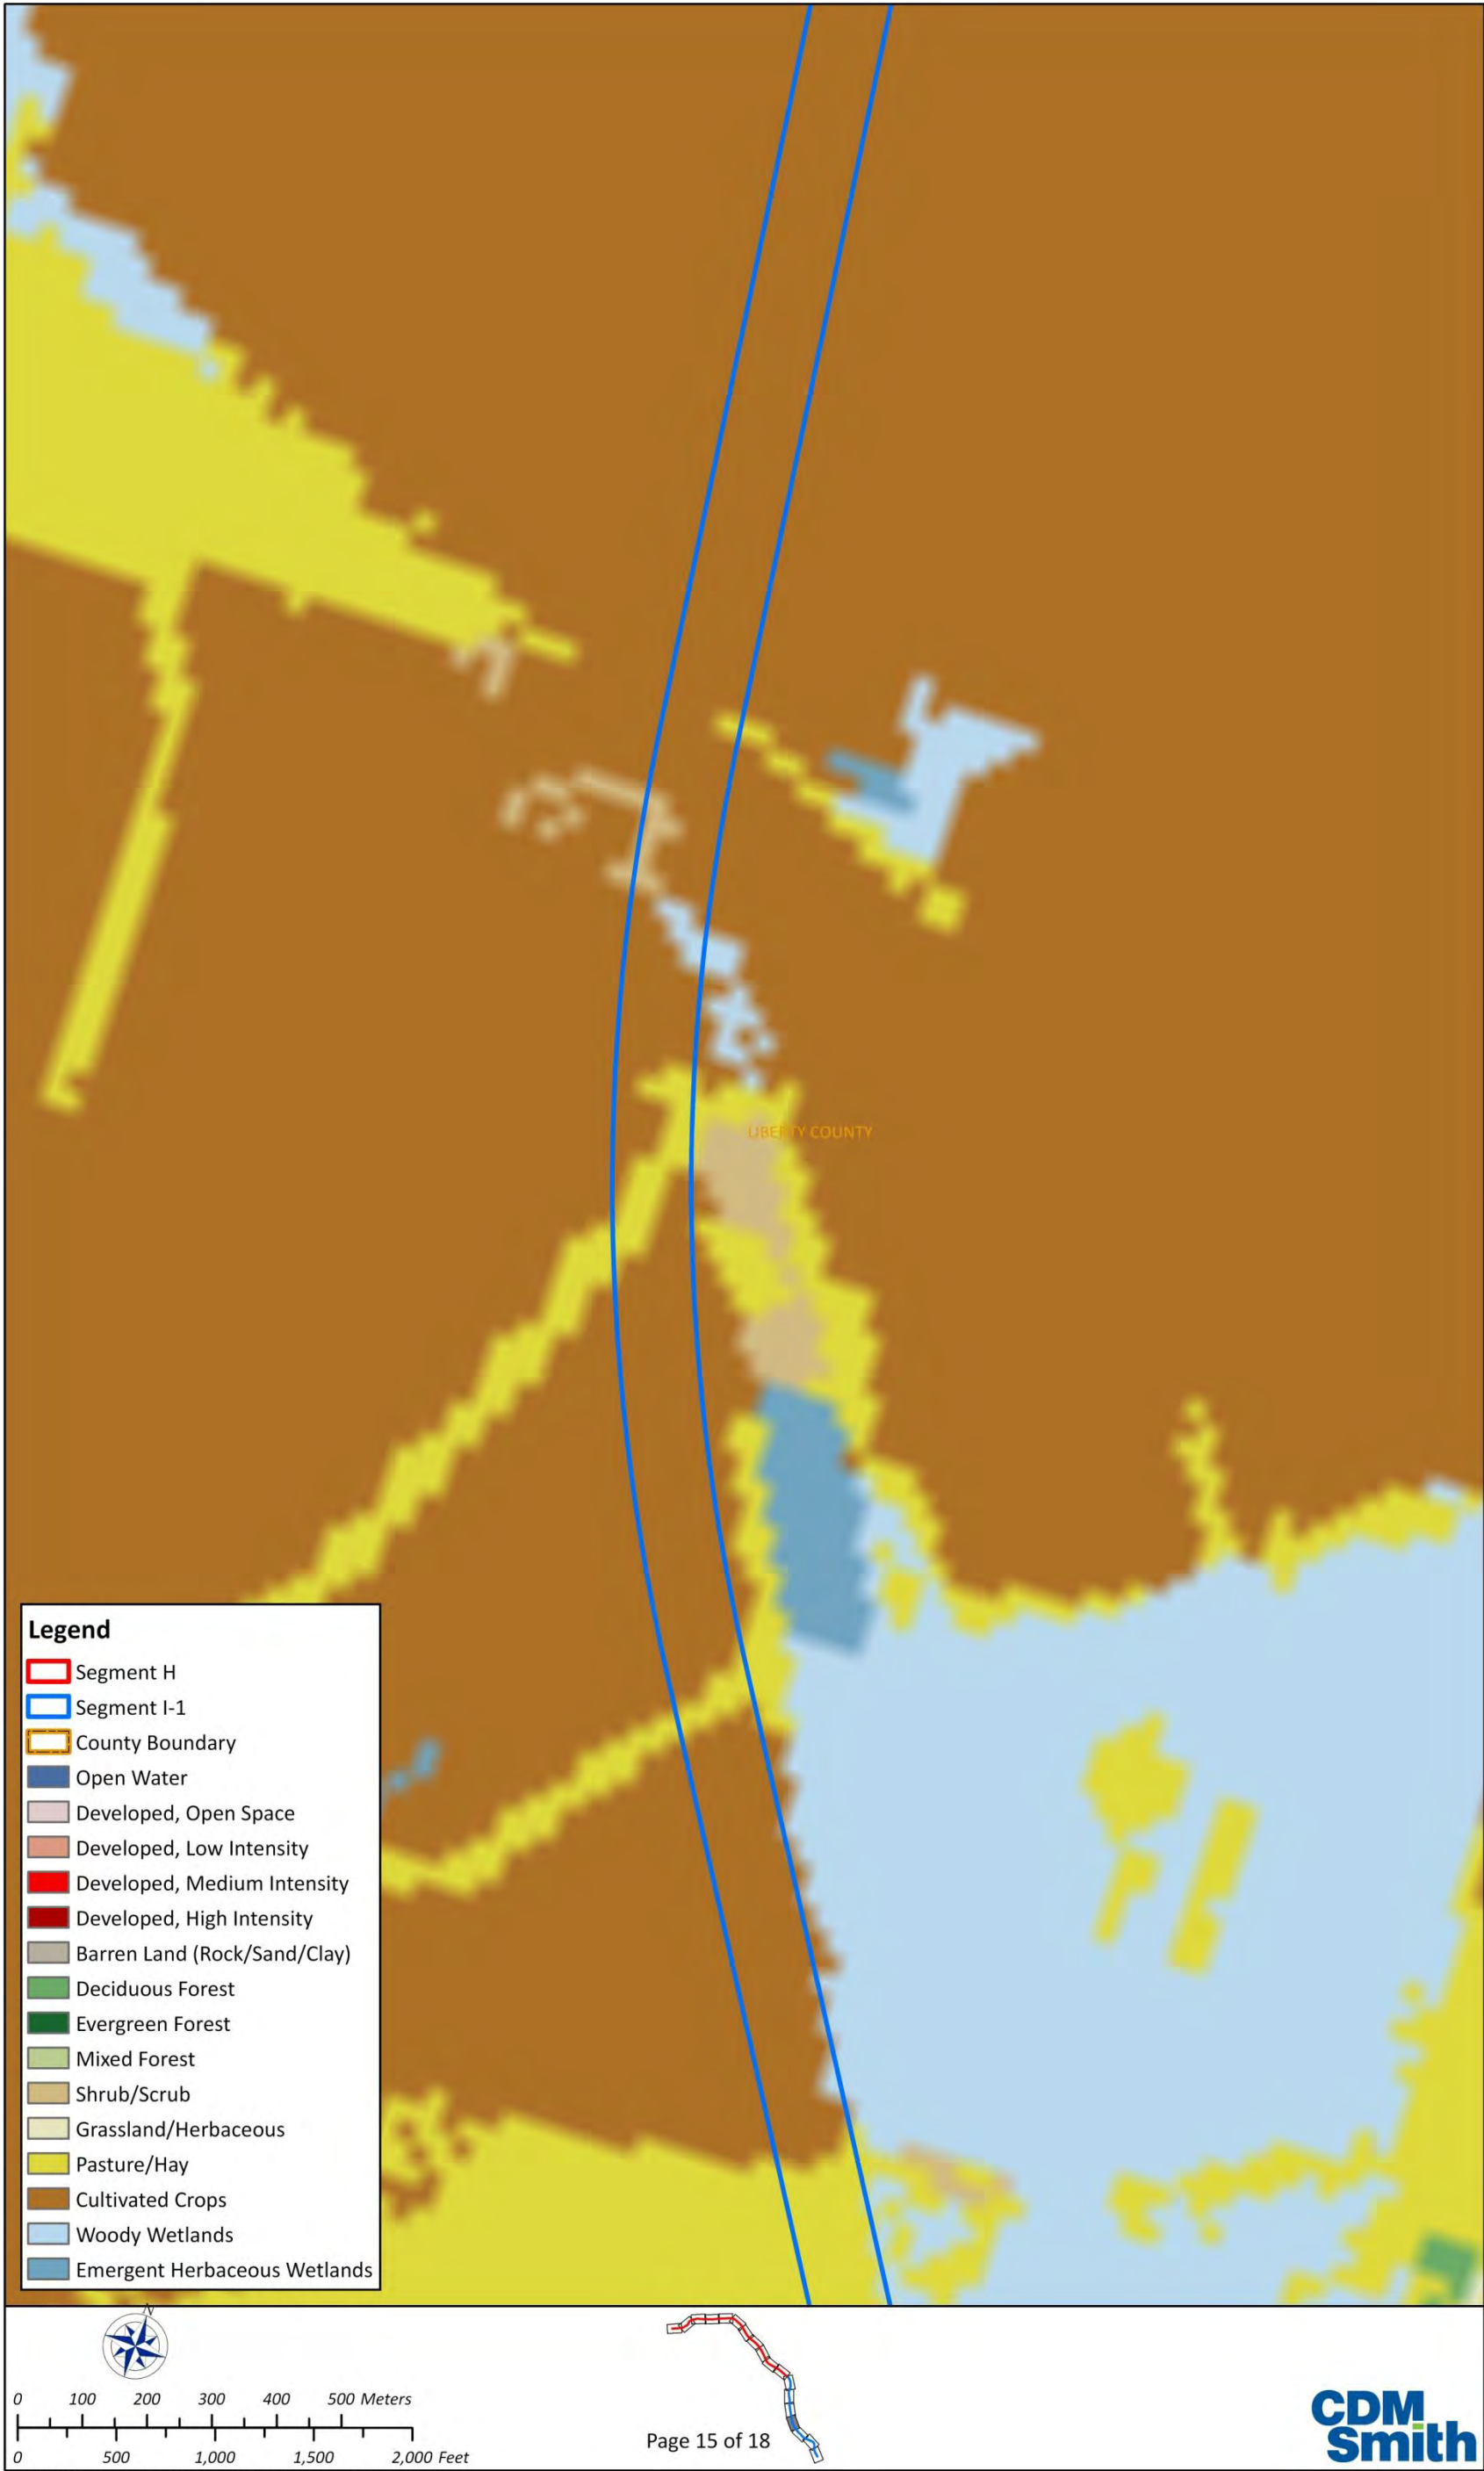 LIBERTY COUNTY
Legend
Segment H
Segment I-1
County Boundary
Open Water
Developed, Open Space
Developed, Low Intensity
Developed, Medium Intensity
Developed, High Intensity
Barren Land (Rock/Sand/Clay)
Deciduous Forest
Evergreen Forest
Mixed Forest
Shrub/Scrub
Grassland/Herbaceous
Pasture/Hay
Cultivated Crops
Woody Wetlands
Emergent Herbaceous Wetlands
N
0 100 200 300 400 500 Meters
0 500 1,000 1,500 2,000 Feet
Page 15 of 18
CDM
Smith